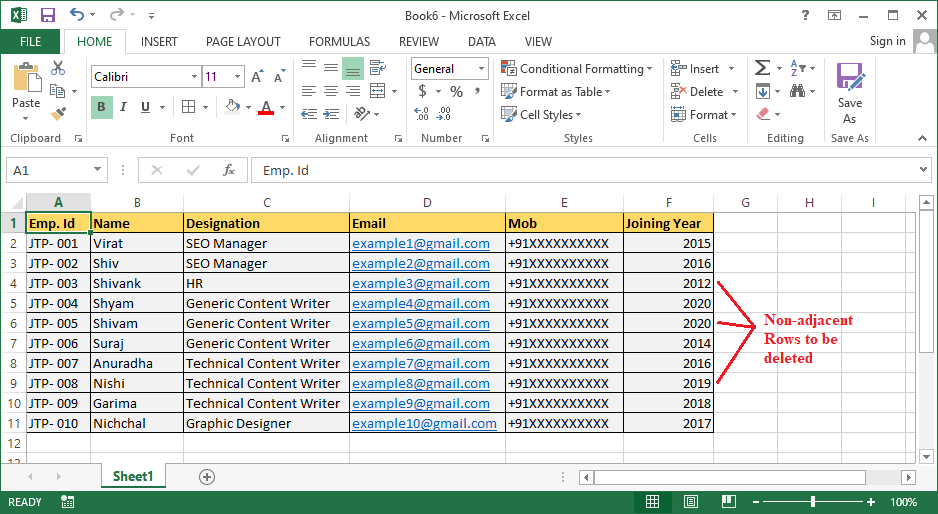 Book6 - Microsoft Excel
?
FILE HOME INSERT PAGE LAYOUT FORMULAS REVIEW DATA VIEW Sign in
Paste
Calibri 11
B I U A
General
$ % ,
Conditional Formatting
Format as Table
Cell Styles
Insert
Delete
Format
Save
As
Clipboard Font Alignment Number Styles Cells Editing Save As
A1 fx Emp. Id
A B C D E F G H I
1 Emp. Id Name Designation Email Mob Joining Year
2 JTP- 001 Virat SEO Manager example1@gmail.com +91XXXXXXXXXX 2015
3 JTP- 002 Shiv SEO Manager example2@gmail.com +91XXXXXXXXXX 2016
4 JTP- 003 Shivank HR example3@gmail.com +91XXXXXXXXXX 2012
5 JTP- 004 Shyam Generic Content Writer example4@gmail.com +91XXXXXXXXXX 2020
6 JTP- 005 Shivam Generic Content Writer example5@gmail.com +91XXXXXXXXXX 2020
7 JTP- 006 Suraj Generic Content Writer example6@gmail.com +91XXXXXXXXXX 2014
8 JTP- 007 Anuradha Technical Content Writer example7@gmail.com +91XXXXXXXXXX 2016
9 JTP- 008 Nishi Technical Content Writer example8@gmail.com +91XXXXXXXXXX 2019
10 JTP- 009 Garima Technical Content Writer example9@gmail.com +91XXXXXXXXXX 2018
11 JTP- 010 Nichchal Graphic Designer example10@gmail.com +91XXXXXXXXXX 2017
12
Non-adjacent
Rows to be
deleted
Sheet1
READY 100%